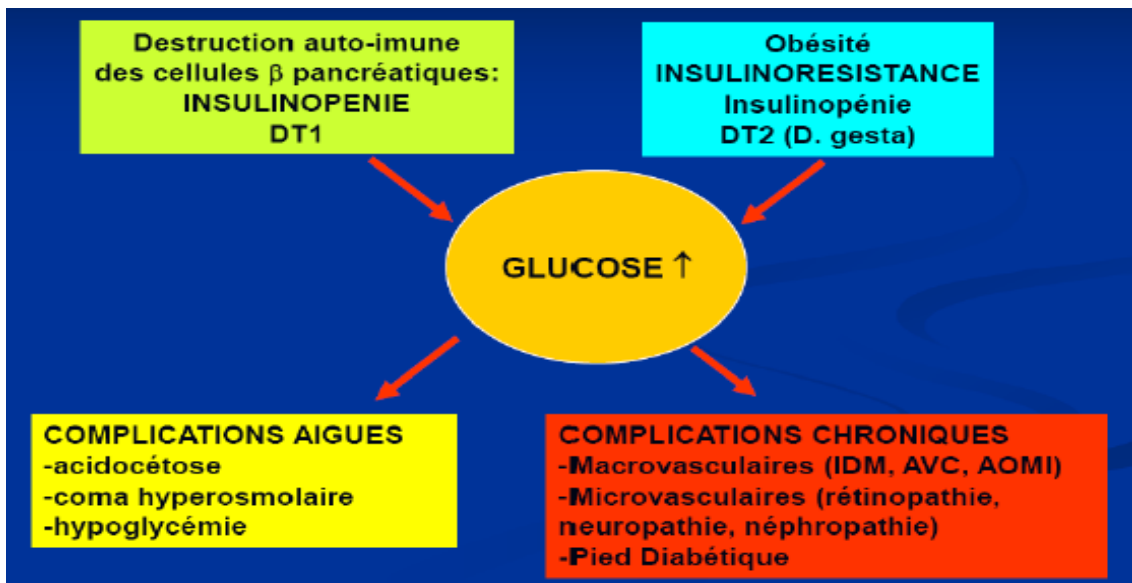 Destruction auto-imune
des cellules β pancréatiques:
INSULINOPENIE
DT1
Obésité
INSULINORESISTANCE
Insulinopénie
DT2 (D. gesta)
GLUCOSE ↑
COMPLICATIONS AIGUES
-acidocétose
-coma hyperosmolaire
-hypoglycémie
COMPLICATIONS CHRONIQUES
-Macrovasculaires (IDM, AVC, AOMI)
-Microvasculaires (rétinopathie,
neuropathie, néphropathie)
-Pied Diabétique